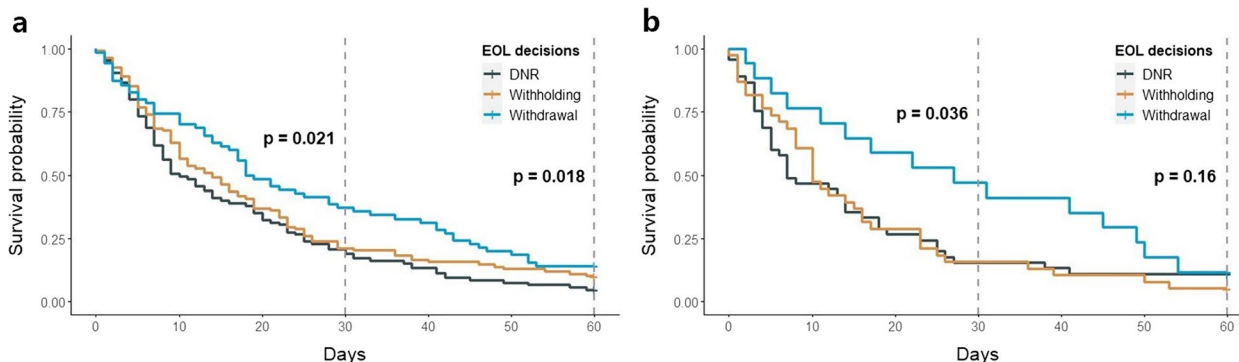 a
Survival probability
1.00
0.75
0.50
0.25
0.00
EOL decisions
DNR
Withholding
Withdrawal
p = 0.021
p = 0.018
0 10 20 30 40 50 60
Days
b
Survival probability
1.00
0.75
0.50
0.25
0.00
EOL decisions
DNR
Withholding
Withdrawal
p = 0.036
p = 0.16
0 10 20 30 40 50 60
Days